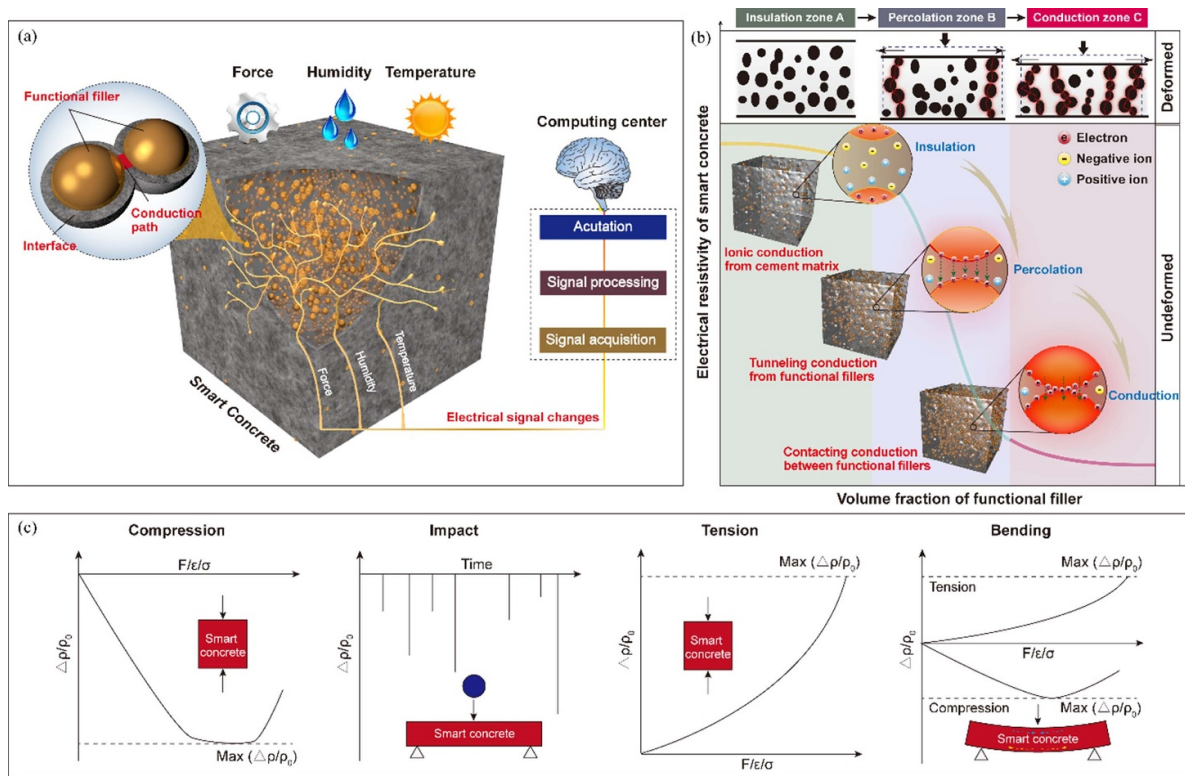 (a)
Force
Humidity
Temperature
Functional filler
Conduction
path
Interface
Computing center
Acutation
Signal processing
Signal acquisition
Force
Humidity
Temperature
Electrical signal changes
Smart Concrete
(b)
Insulation zone A
Percolation zone B
Conduction zone C
Deformed
Undeformed
Electrical resistivity of smart concrete
e Electron
- Negative ion
+ Positive ion
Insulation
Ionic conduction
from cement matrix
Percolation
Tunneling conduction
from functional fillers
Conduction
Contacting conduction
between functional fillers
Volume fraction of functional filler
(c)
Compression
F/ε/σ
△ρ/ρ₀
Smart
concrete
Max (△ρ/ρ₀)
Impact
Time
△ρ/ρ₀
Smart concrete
Tension
Max (△ρ/ρ₀)
△ρ/ρ₀
Smart
concrete
F/ε/σ
Bending
Max (△ρ/ρ₀)
Tension
△ρ/ρ₀
F/ε/σ
Compression
Max (△ρ/ρ₀)
Smart concrete